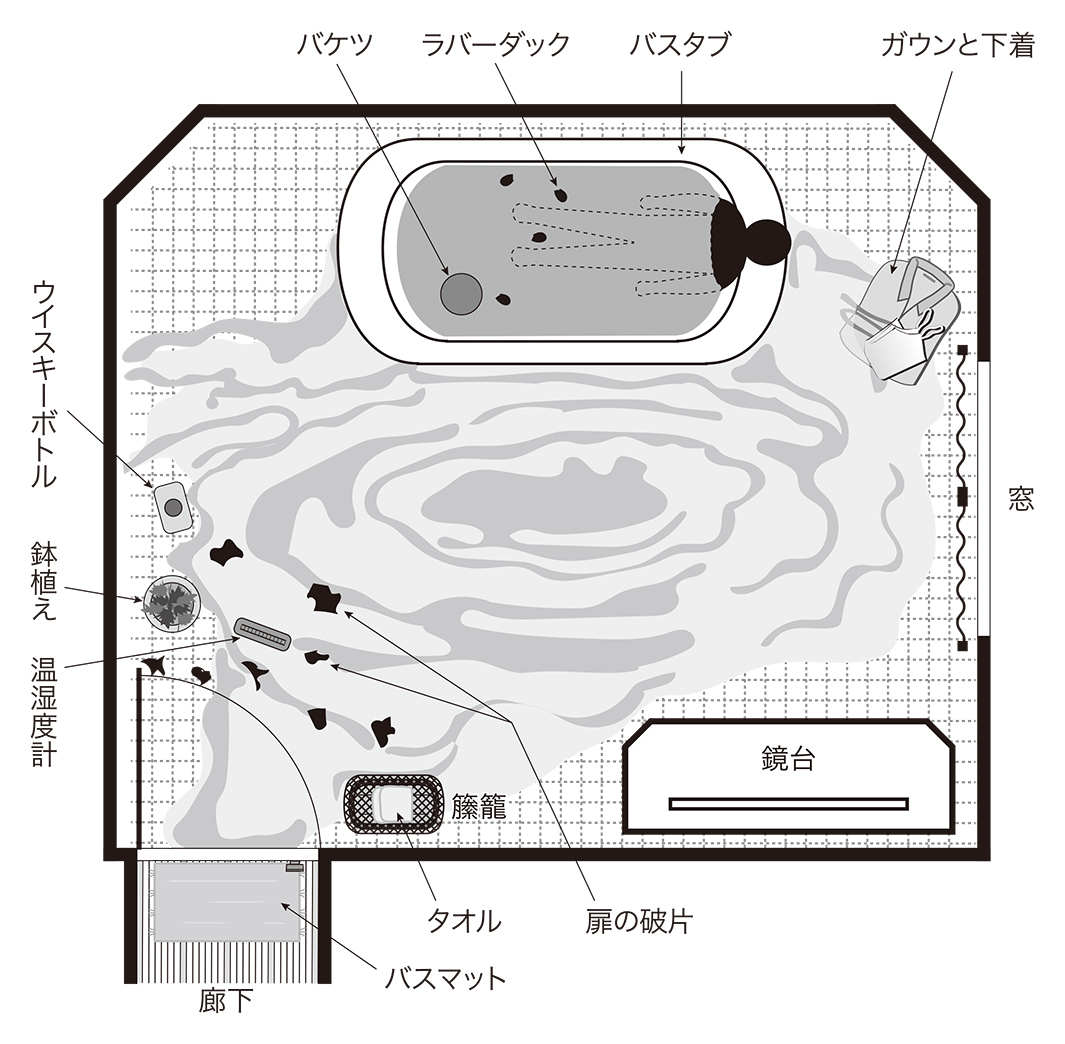 バケツ
ラバーダック
バスタブ
ガウンと下着
ウイスキーボトル
窓
鉢植え
温湿度計
鏡台
籐籠
タオル
扉の破片
バスマット
廊下